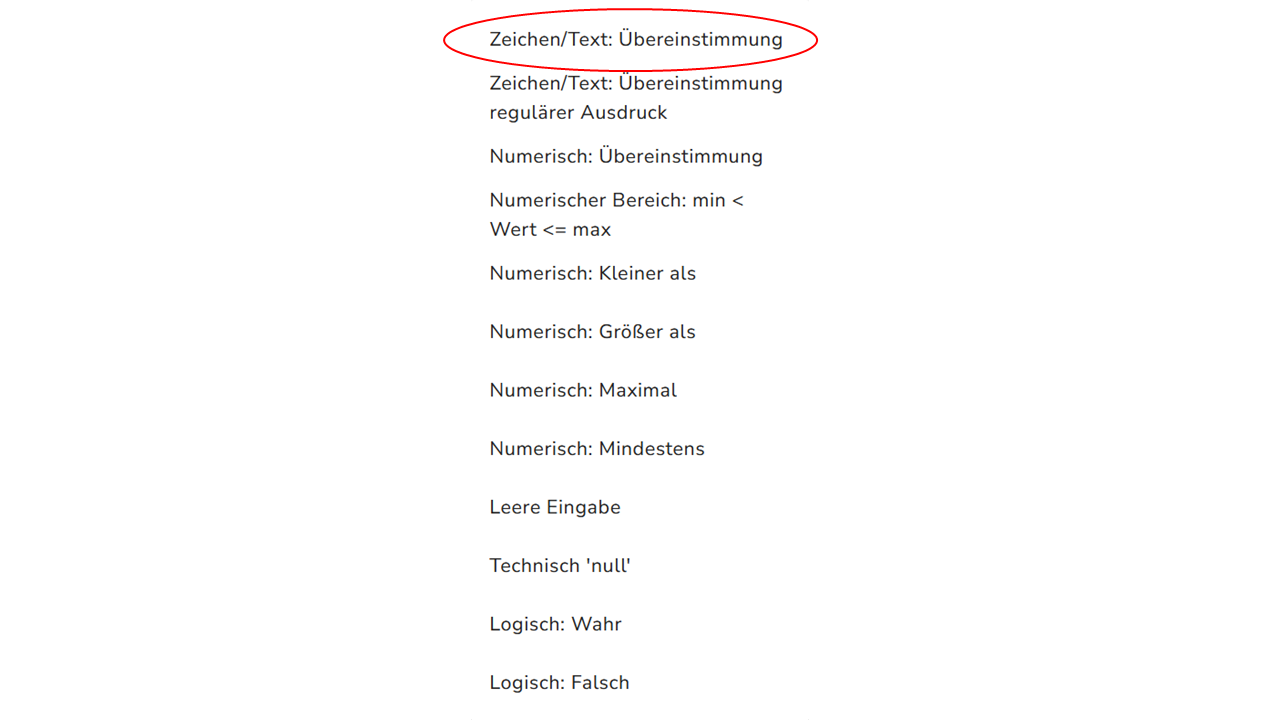 Zeichen/Text: Übereinstimmung
Zeichen/Text: Übereinstimmung
regulärer Ausdruck
Numerisch: Übereinstimmung
Numerischer Bereich: min <
Wert <= max
Numerisch: Kleiner als
Numerisch: Größer als
Numerisch: Maximal
Numerisch: Mindestens
Leere Eingabe
Technisch 'null'
Logisch: Wahr
Logisch: Falsch